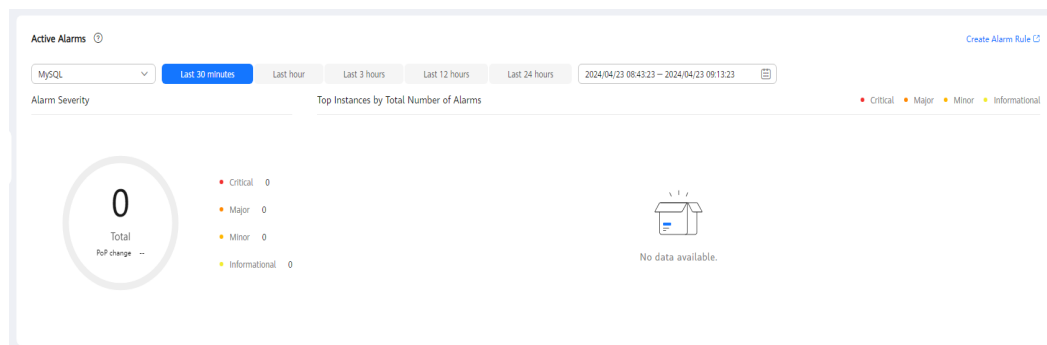 Active Alarms
Create Alarm Rule
MySQL Last 30 minutes Last hour Last 3 hours Last 12 hours Last 24 hours 2024/04/23 08:43:23 – 2024/04/23 09:13:23
Alarm Severity
Top Instances by Total Number of Alarms
Critical Major Minor Informational
0
Total
PoP change --
Critical 0
Major 0
Minor 0
Informational 0
No data available.